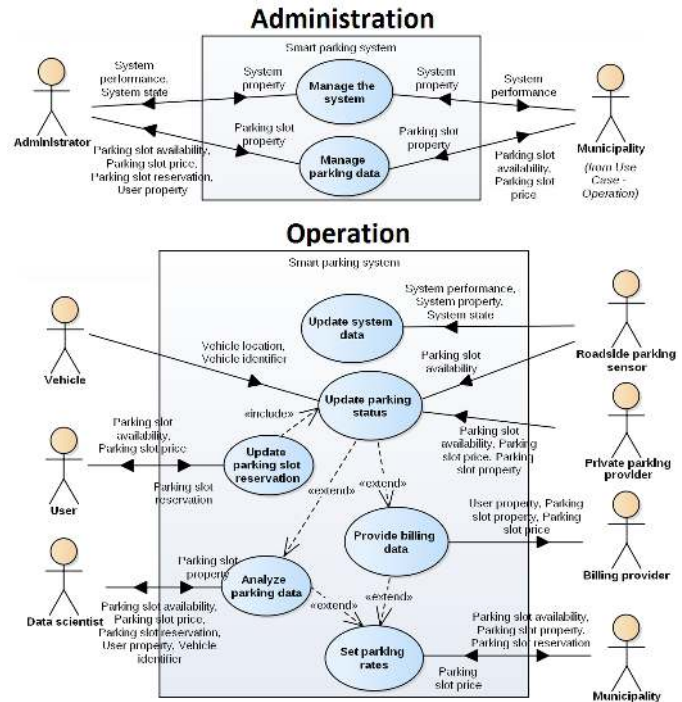 Administration
Smart parking system
System
performance,
System state
System
property
Manage the
system
System
property
System
performance
Administrator
Parking slot
property
Parking slot
property
Municipality
(from Use
Case -
Operation)
Parking slot availability,
Parking slot price,
Parking slot reservation,
User property
Manage
parking data
Parking slot
availability,
Parking slot
price
Operation
Smart parking system
System performance,
System property,
System state
Update system
data
Vehicle location,
Vehicle identifier
Parking slot
availability
Vehicle
Roadside parking
sensor
Update parking
status
«include»
Parking slot
availability,
Parking slot price
Update
parking slot
reservation
Parking slot
availability, Parking
slot price, Parking
slot property
Private parking
provider
User
Parking slot
reservation
«extend»
«extend»
User property, Parking
slot property, Parking
slot price
Provide billing
data
Billing provider
Parking slot
property
Analyze
parking data
Data scientist
Parking slot availability,
Parking slot price,
Parking slot reservation,
User property, Vehicle
identifier
«extend»
«extend»
Parking slot availability,
Parking slot property,
Parking slot reservation
Set parking
rates
Parking
slot price
Municipality